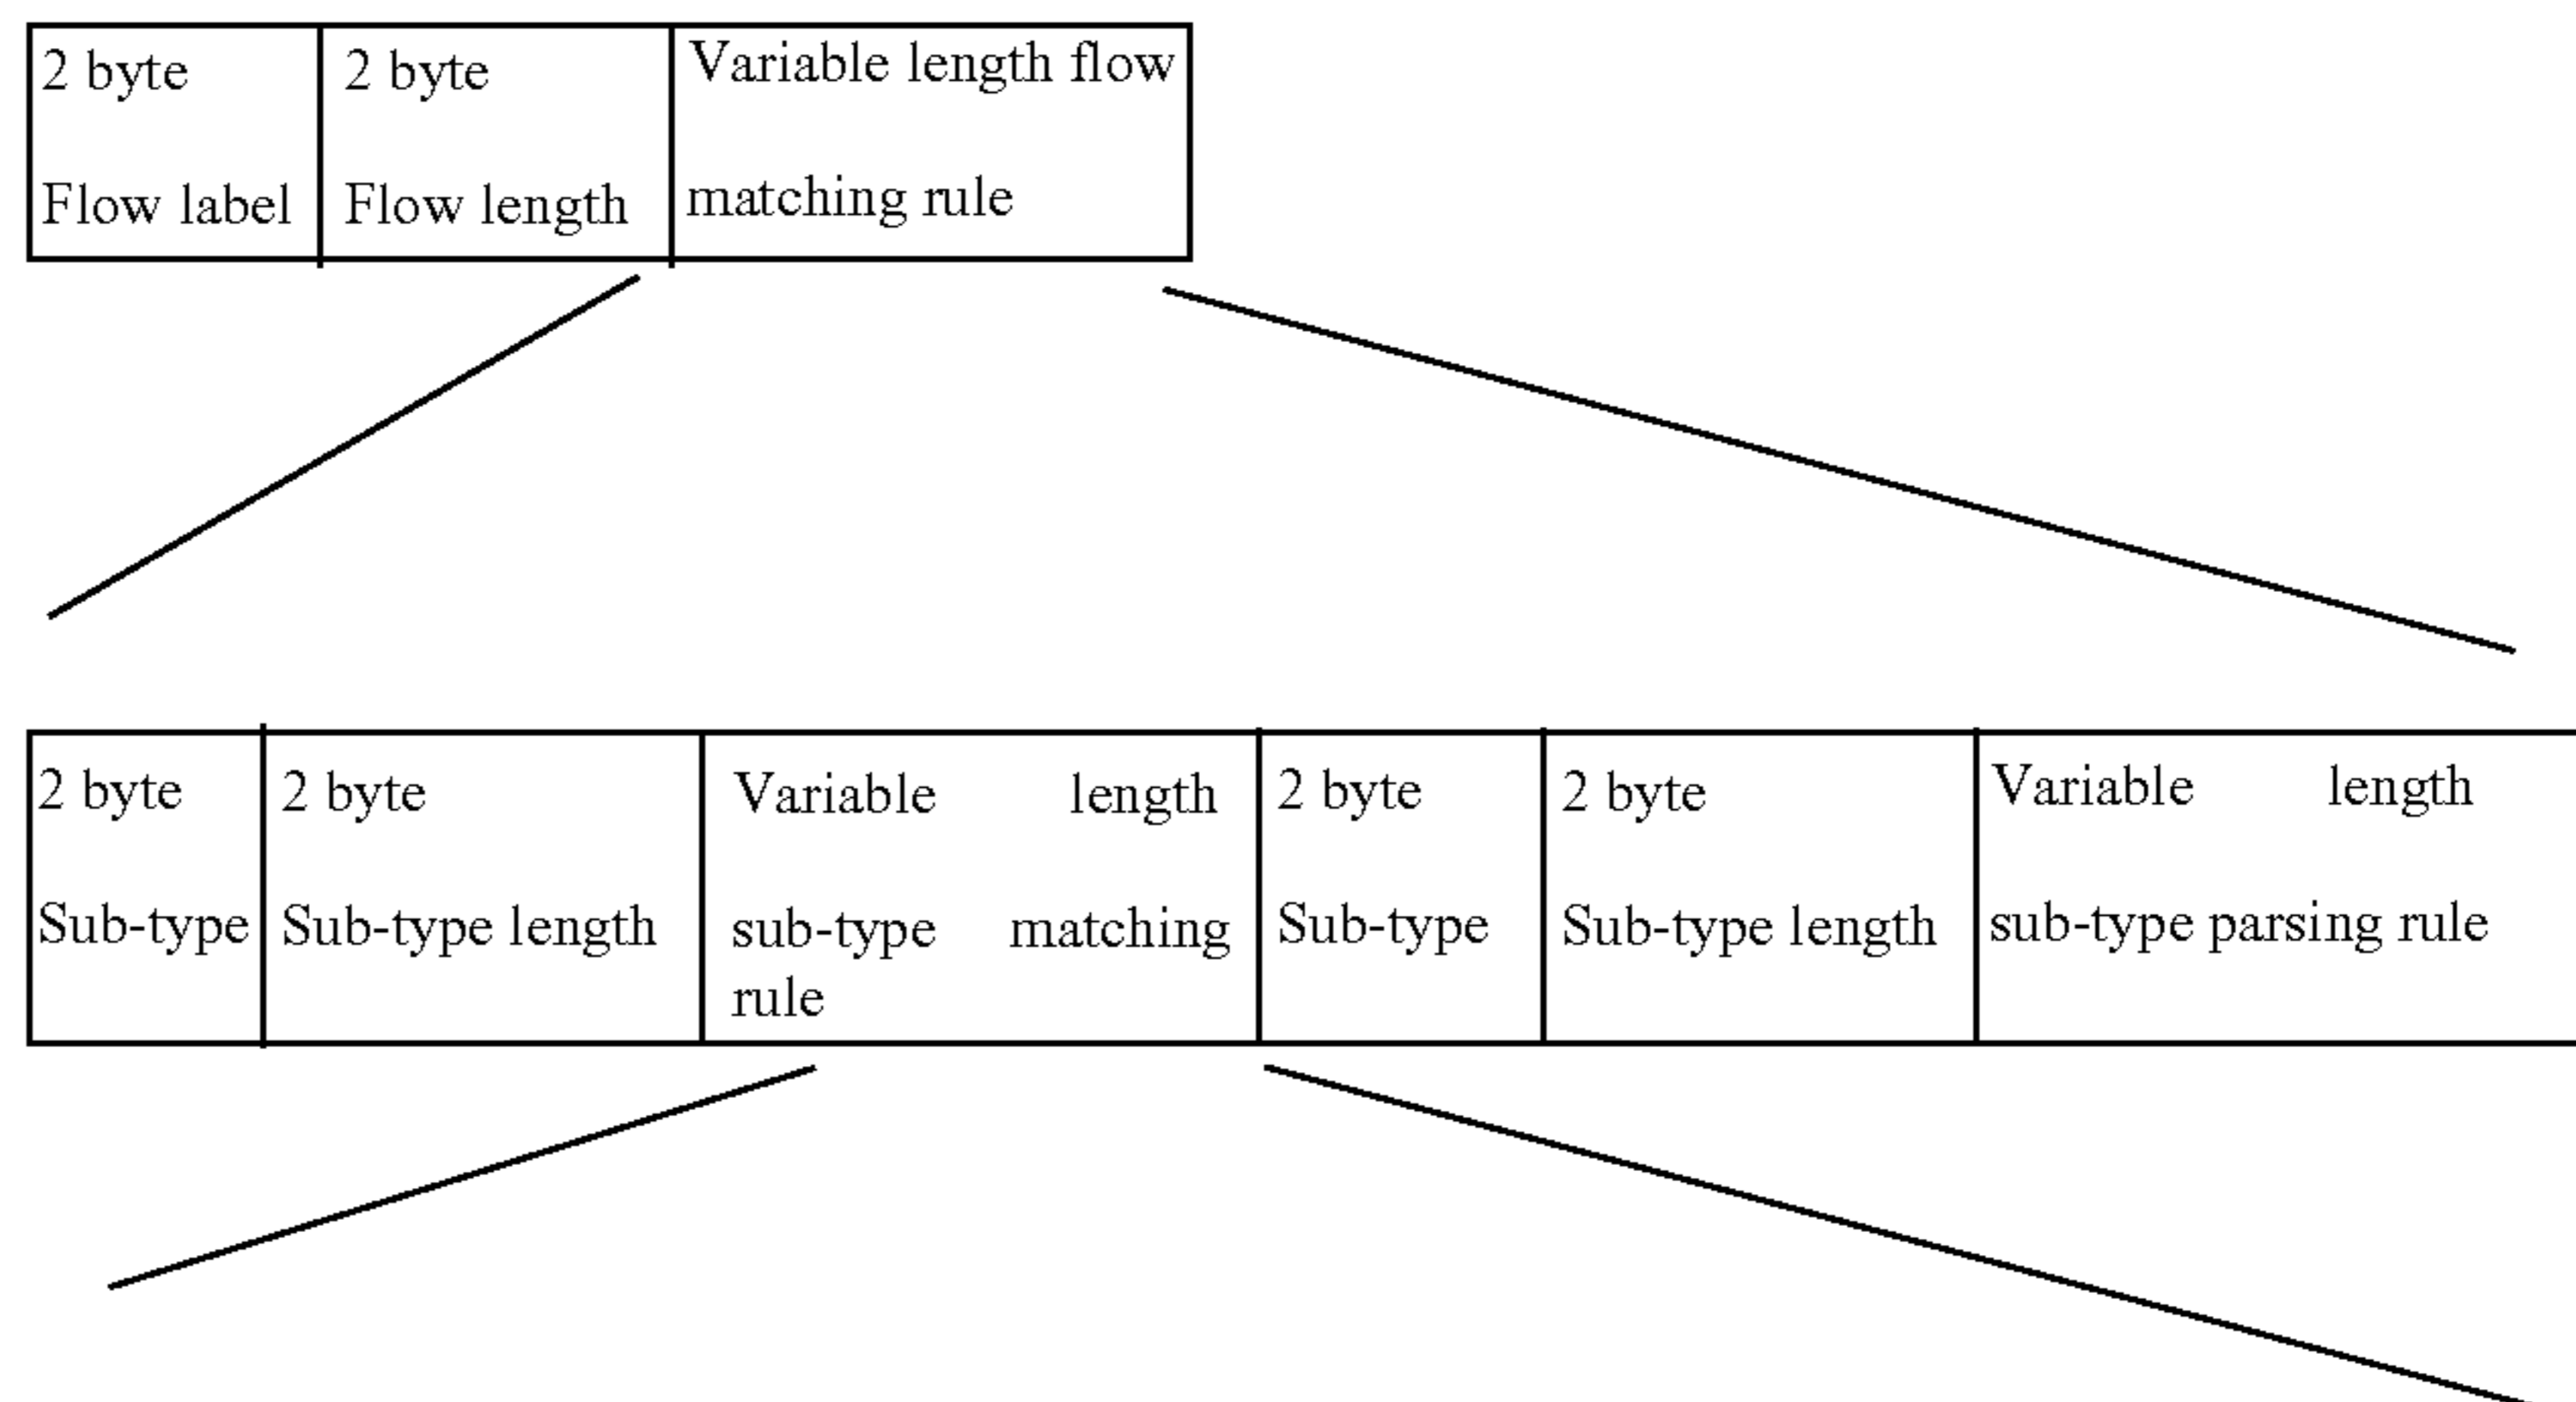 2 byte
Flow label
2 byte
Flow length
Variable length flow
matching rule
2 byte
Sub-type
2 byte
Sub-type length
Variable length
sub-type matching
rule
2 byte
Sub-type
2 byte
Sub-type length
Variable length
sub-type parsing rule